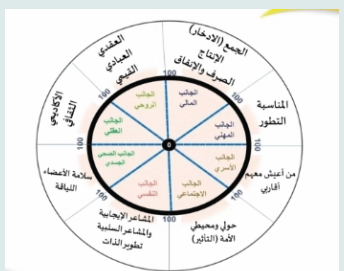 الجمع (الادخار)
الإنتاج
الصرف والإنفاق
المناسبة
التطور
من أعيش معهم
أقاربي
حولي ومحيطي
الأمة (التأثير)
المشاعر الإيجابية
والمشاعر السلبية
تطوير الذات
سلامة الأعضاء
اللياقة
الأكاديمي
الثقافي
العقدي
العبادي
القيمي
الجانب
المالي
الجانب
المهني
الجانب
الأسري
الجانب
الاجتماعي
الجانب
النفسي
الجانب الصحي
الجسدي
الجانب
العقلي
الجانب
الروحي
100
100
100
100
100
100
100
100
0